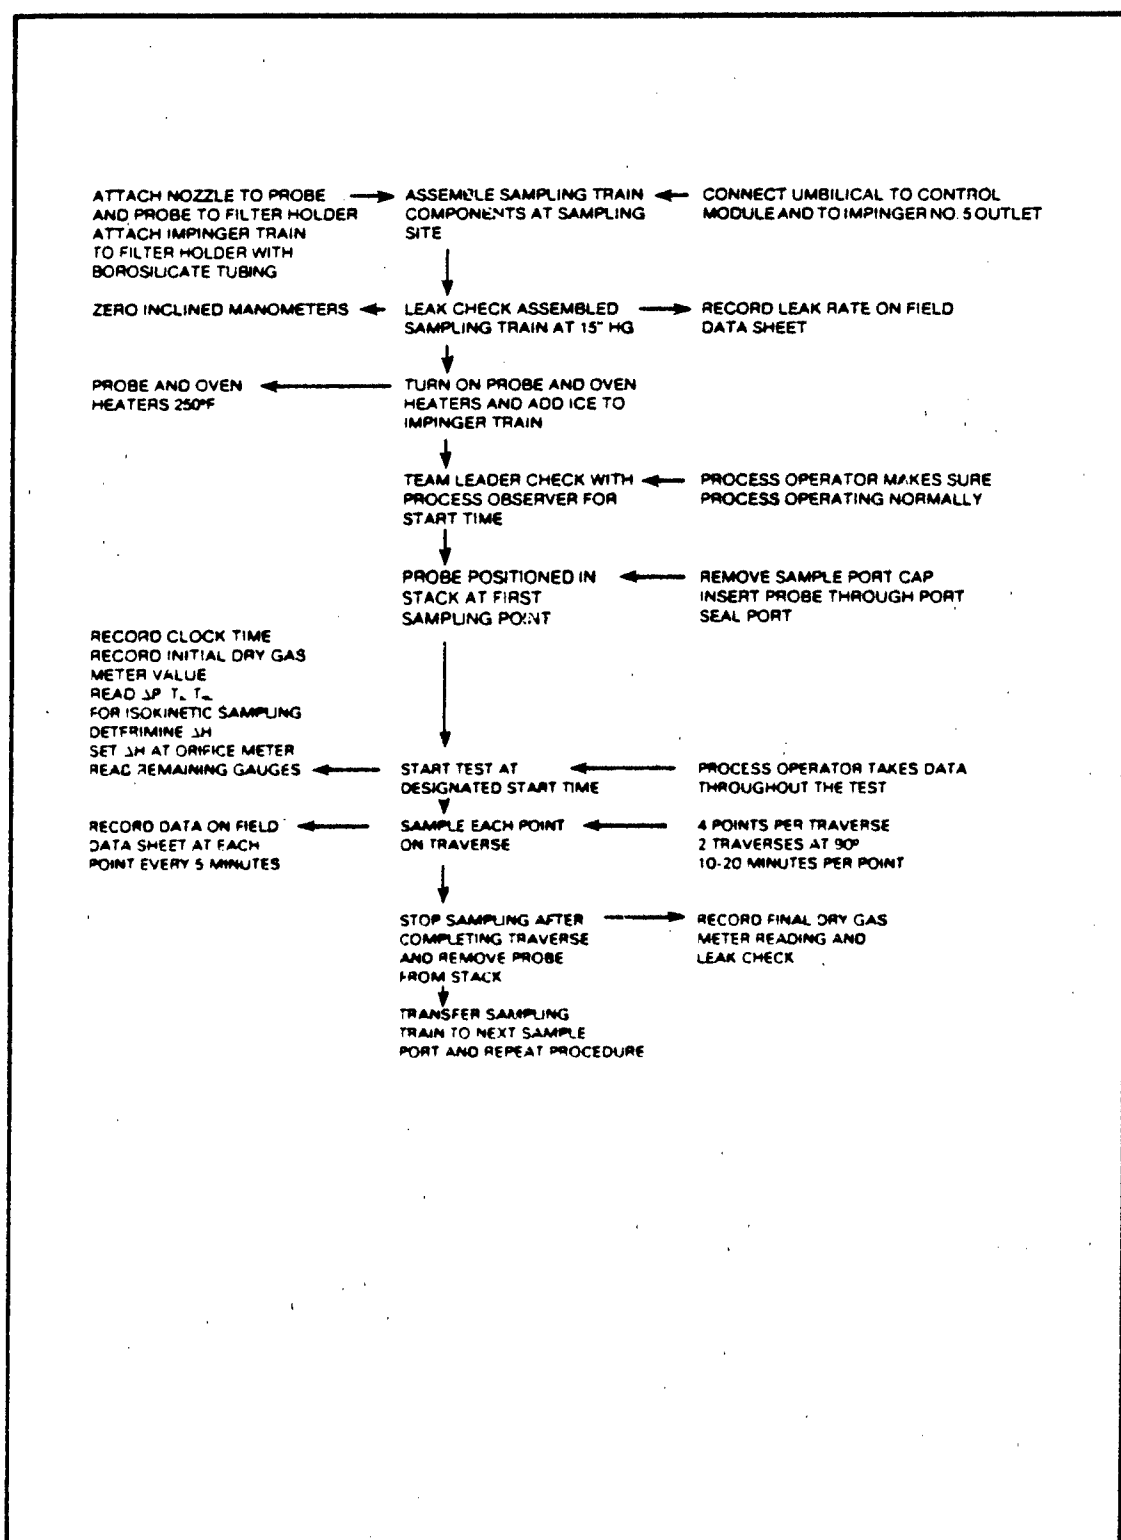 ATTACH NOZZLE TO PROBE
AND PROBE TO FILTER HOLDER
ATTACH IMPINGER TRAIN
TO FILTER HOLDER WITH
BOROSILICATE TUBING
ASSEMBLE SAMPLING TRAIN
COMPONENTS AT SAMPLING
SITE
CONNECT UMBILICAL TO CONTROL
MODULE AND TO IMPINGER NO. 5 OUTLET
ZERO INCLINED MANOMETERS
LEAK CHECK ASSEMBLED
SAMPLING TRAIN AT 15" HG
RECORD LEAK RATE ON FIELD
DATA SHEET
PROBE AND OVEN
HEATERS 250°F
TURN ON PROBE AND OVEN
HEATERS AND ADD ICE TO
IMPINGER TRAIN
TEAM LEADER CHECK WITH
PROCESS OBSERVER FOR
START TIME
PROCESS OPERATOR MAKES SURE
PROCESS OPERATING NORMALLY
PROBE POSITIONED IN
STACK AT FIRST
SAMPLING POINT
REMOVE SAMPLE PORT CAP
INSERT PROBE THROUGH PORT
SEAL PORT
RECORD CLOCK TIME
RECORD INITIAL DRY GAS
METER VALUE
READ ΔP
FOR ISOKINETIC SAMPLING
DETERMINE ΔH
SET ΔH AT ORIFICE METER
READ REMAINING GAUGES
START TEST AT
DESIGNATED START TIME
PROCESS OPERATOR TAKES DATA
THROUGHOUT THE TEST
RECORD DATA ON FIELD
DATA SHEET AT EACH
POINT EVERY 5 MINUTES
SAMPLE EACH POINT
ON TRAVERSE
4 POINTS PER TRAVERSE
2 TRAVERSES AT 90°
10-20 MINUTES PER POINT
STOP SAMPLING AFTER
COMPLETING TRAVERSE
AND REMOVE PROBE
FROM STACK
RECORD FINAL DRY GAS
METER READING AND
LEAK CHECK
TRANSFER SAMPLING
TRAIN TO NEXT SAMPLE
PORT AND REPEAT PROCEDURE